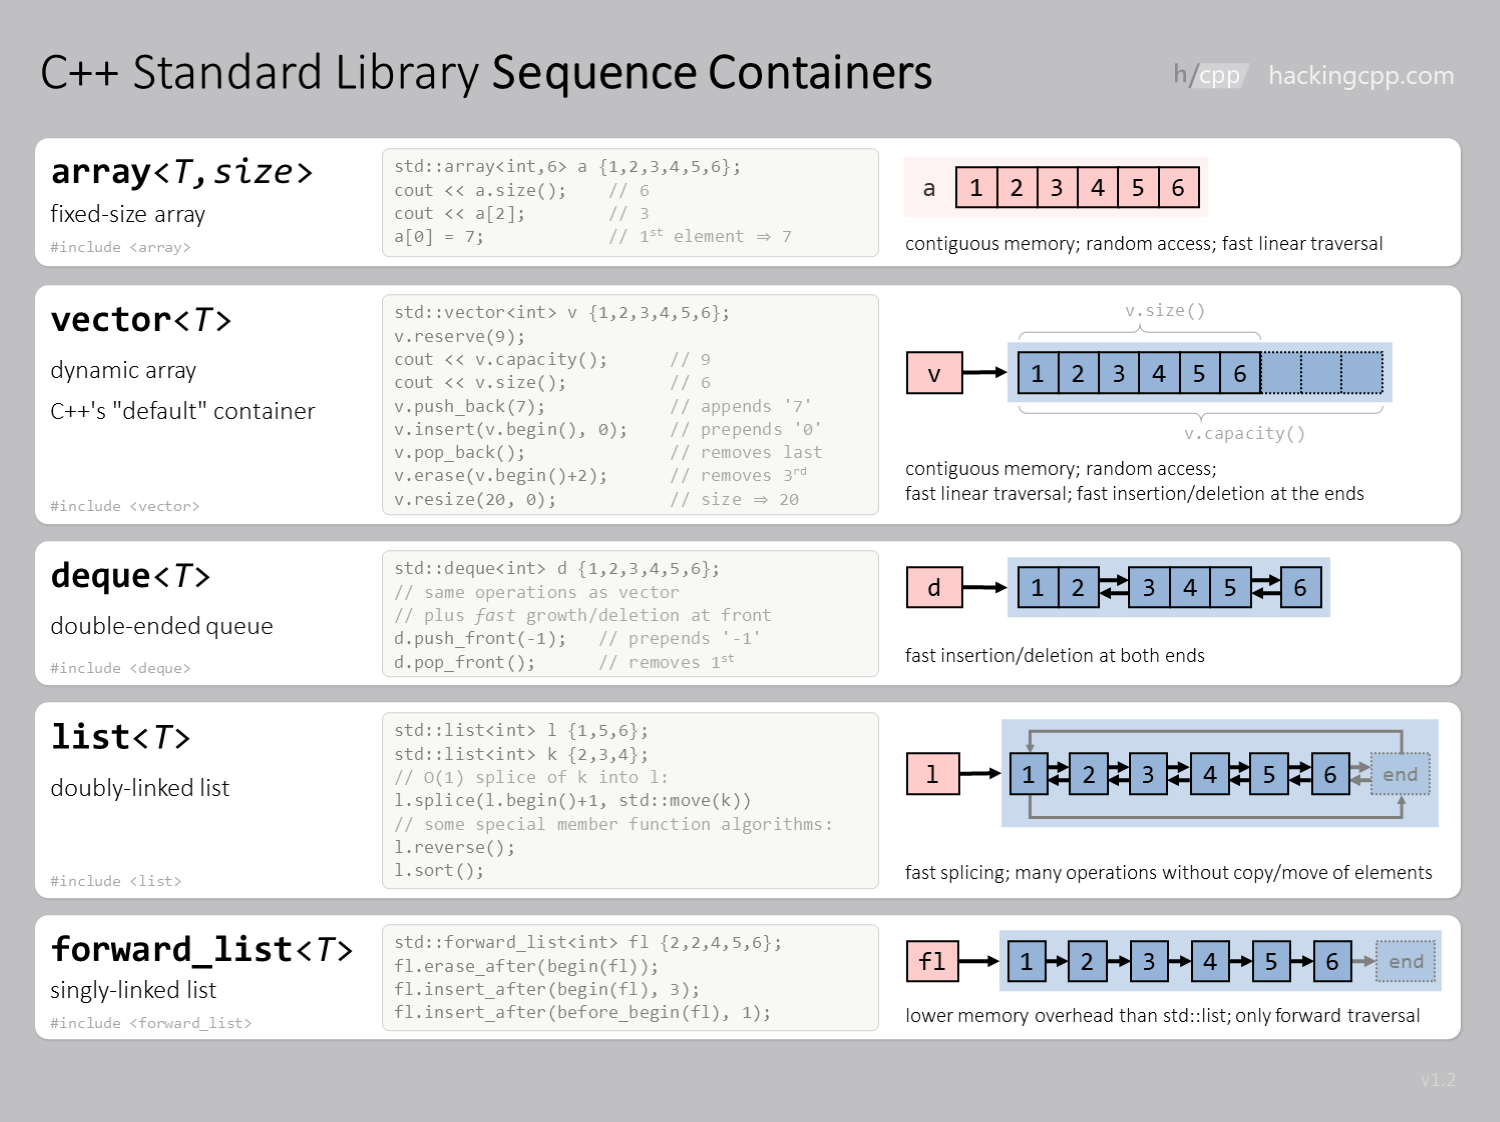 C++ Standard Library Sequence Containers
h/cpp hackingcpp.com
array<T,size>
fixed-size array
#include <array>
std::array<int,6> a {1,2,3,4,5,6};
cout << a.size();    // 6
cout << a[2];        // 3
a[0] = 7;            // 1st element ⇒ 7
a 1 2 3 4 5 6
contiguous memory; random access; fast linear traversal
vector<T>
dynamic array
C++'s "default" container
#include <vector>
std::vector<int> v {1,2,3,4,5,6};
v.reserve(9);
cout << v.capacity();      // 9
cout << v.size();          // 6
v.push_back(7);            // appends '7'
v.insert(v.begin(), 0);    // prepends '0'
v.pop_back();              // removes last
v.erase(v.begin()+2);      // removes 3rd
v.resize(20, 0);           // size ⇒ 20
v.size()
v 1 2 3 4 5 6
v.capacity()
contiguous memory; random access;
fast linear traversal; fast insertion/deletion at the ends
deque<T>
double-ended queue
#include <deque>
std::deque<int> d {1,2,3,4,5,6};
// same operations as vector
// plus fast growth/deletion at front
d.push_front(-1);   // prepends '-1'
d.pop_front();      // removes 1st
d 1 2 3 4 5 6
fast insertion/deletion at both ends
list<T>
doubly-linked list
#include <list>
std::list<int> l {1,5,6};
std::list<int> k {2,3,4};
// O(1) splice of k into l:
l.splice(l.begin()+1, std::move(k))
// some special member function algorithms:
l.reverse();
l.sort();
l 1 2 3 4 5 6 end
fast splicing; many operations without copy/move of elements
forward_list<T>
singly-linked list
#include <forward_list>
std::forward_list<int> fl {2,2,4,5,6};
fl.erase_after(begin(fl));
fl.insert_after(begin(fl), 3);
fl.insert_after(before_begin(fl), 1);
fl 1 2 3 4 5 6 end
lower memory overhead than std::list; only forward traversal
v1.2